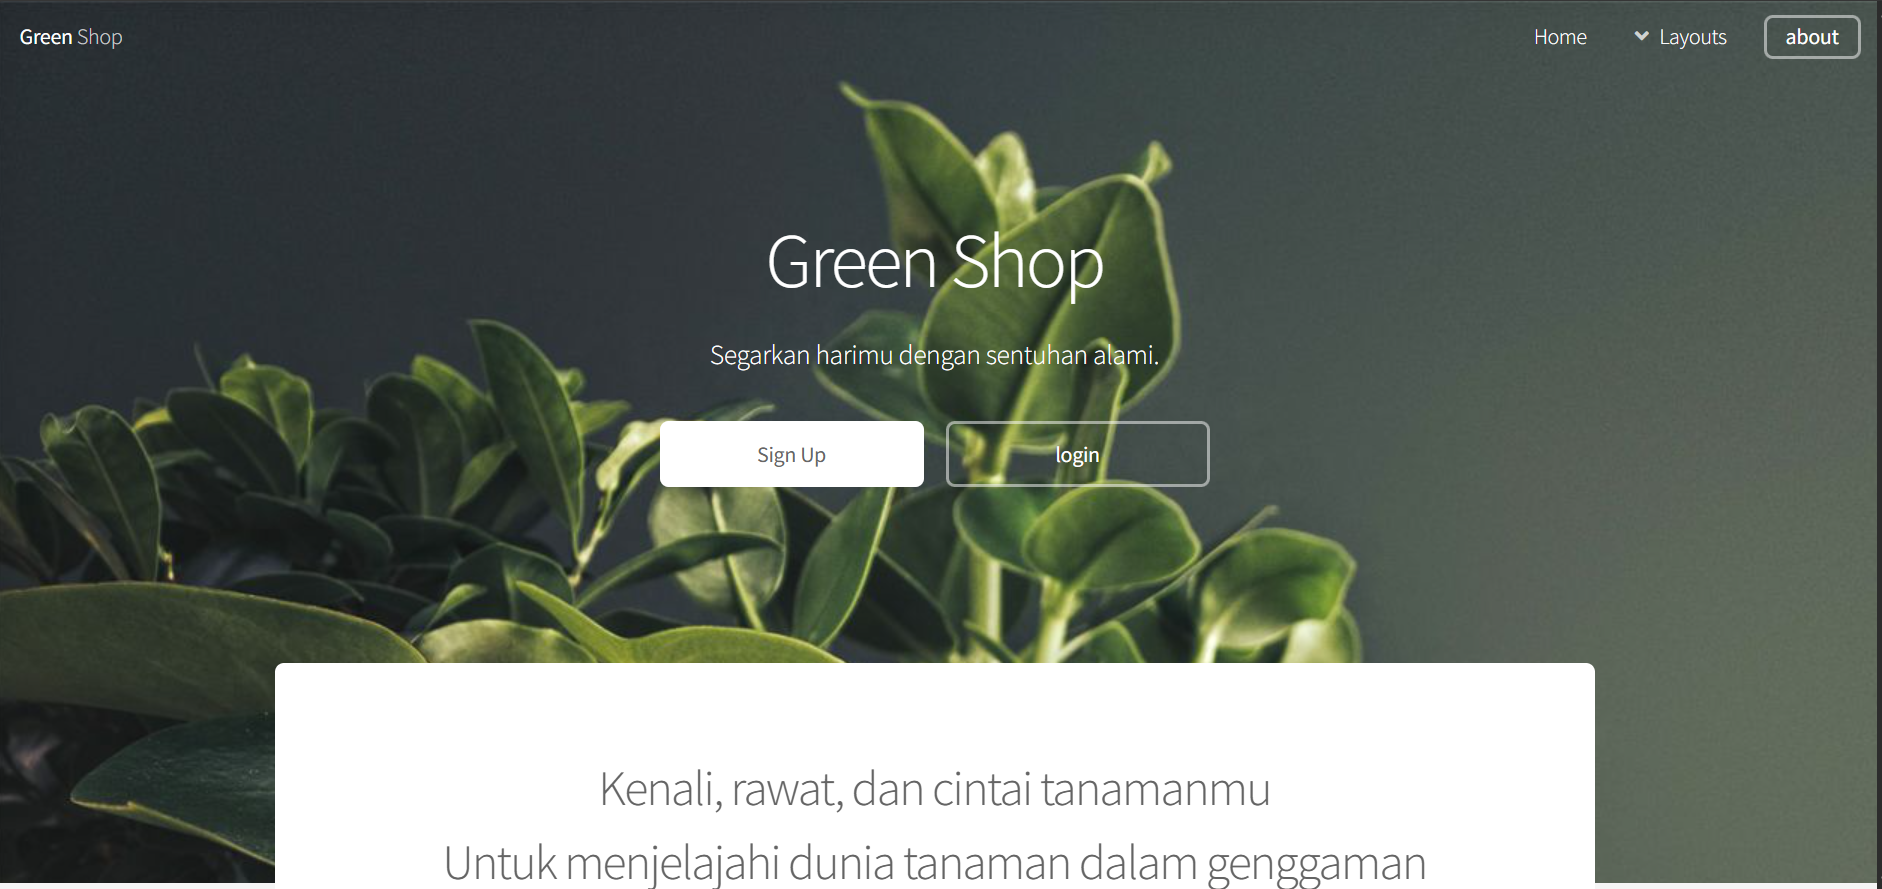 Green Shop
Home
Layouts
about
Green Shop
Segarkan harimu dengan sentuhan alami.
Sign Up
login
Kenali, rawat, dan cintai tanamanmu
Untuk menjelajahi dunia tanaman dalam genggaman